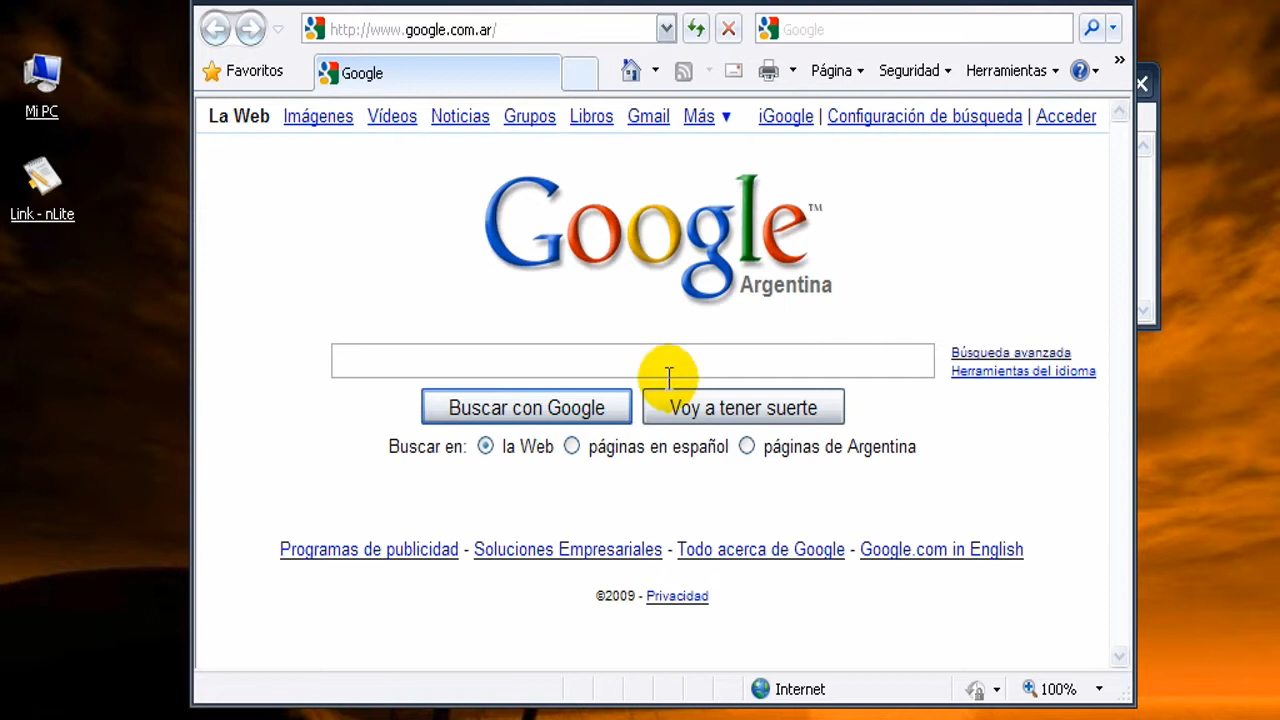 http://www.google.com.ar/
Google
Favoritos
Google
Página
Seguridad
Herramientas
»
Mi PC
Link - nLite
La Web Imágenes Vídeos Noticias Grupos Libros Gmail Más ▼ iGoogle | Configuración de búsqueda | Acceder
Google™
Argentina
Búsqueda avanzada
Herramientas del idioma
Buscar con Google
Voy a tener suerte
Buscar en: la Web páginas en español páginas de Argentina
Programas de publicidad - Soluciones Empresariales - Todo acerca de Google - Google.com in English
©2009 - Privacidad
Internet
100%